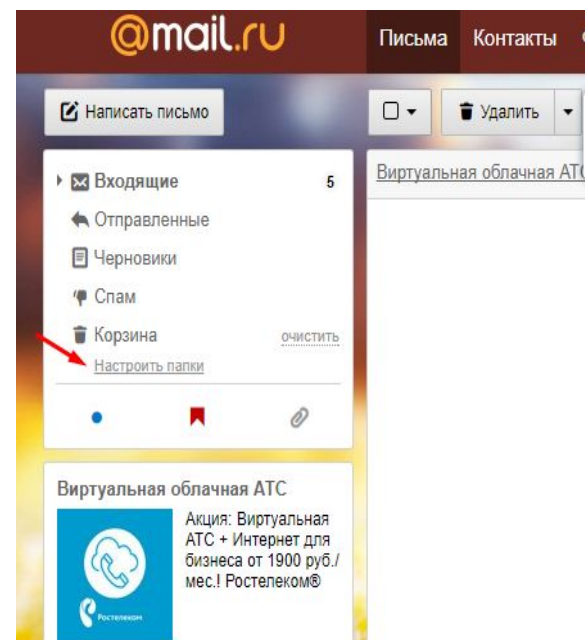 @mail.ru
Письма Контакты
Написать письмо
Удалить
Входящие 5
Отправленные
Черновики
Спам
Корзина очистить
Настроить папки
Виртуальная облачная АТС
Виртуальная облачная АТС
Акция: Виртуальная
АТС + Интернет для
бизнеса от 1900 руб./
мес.! Ростелеком®
Ростелеком